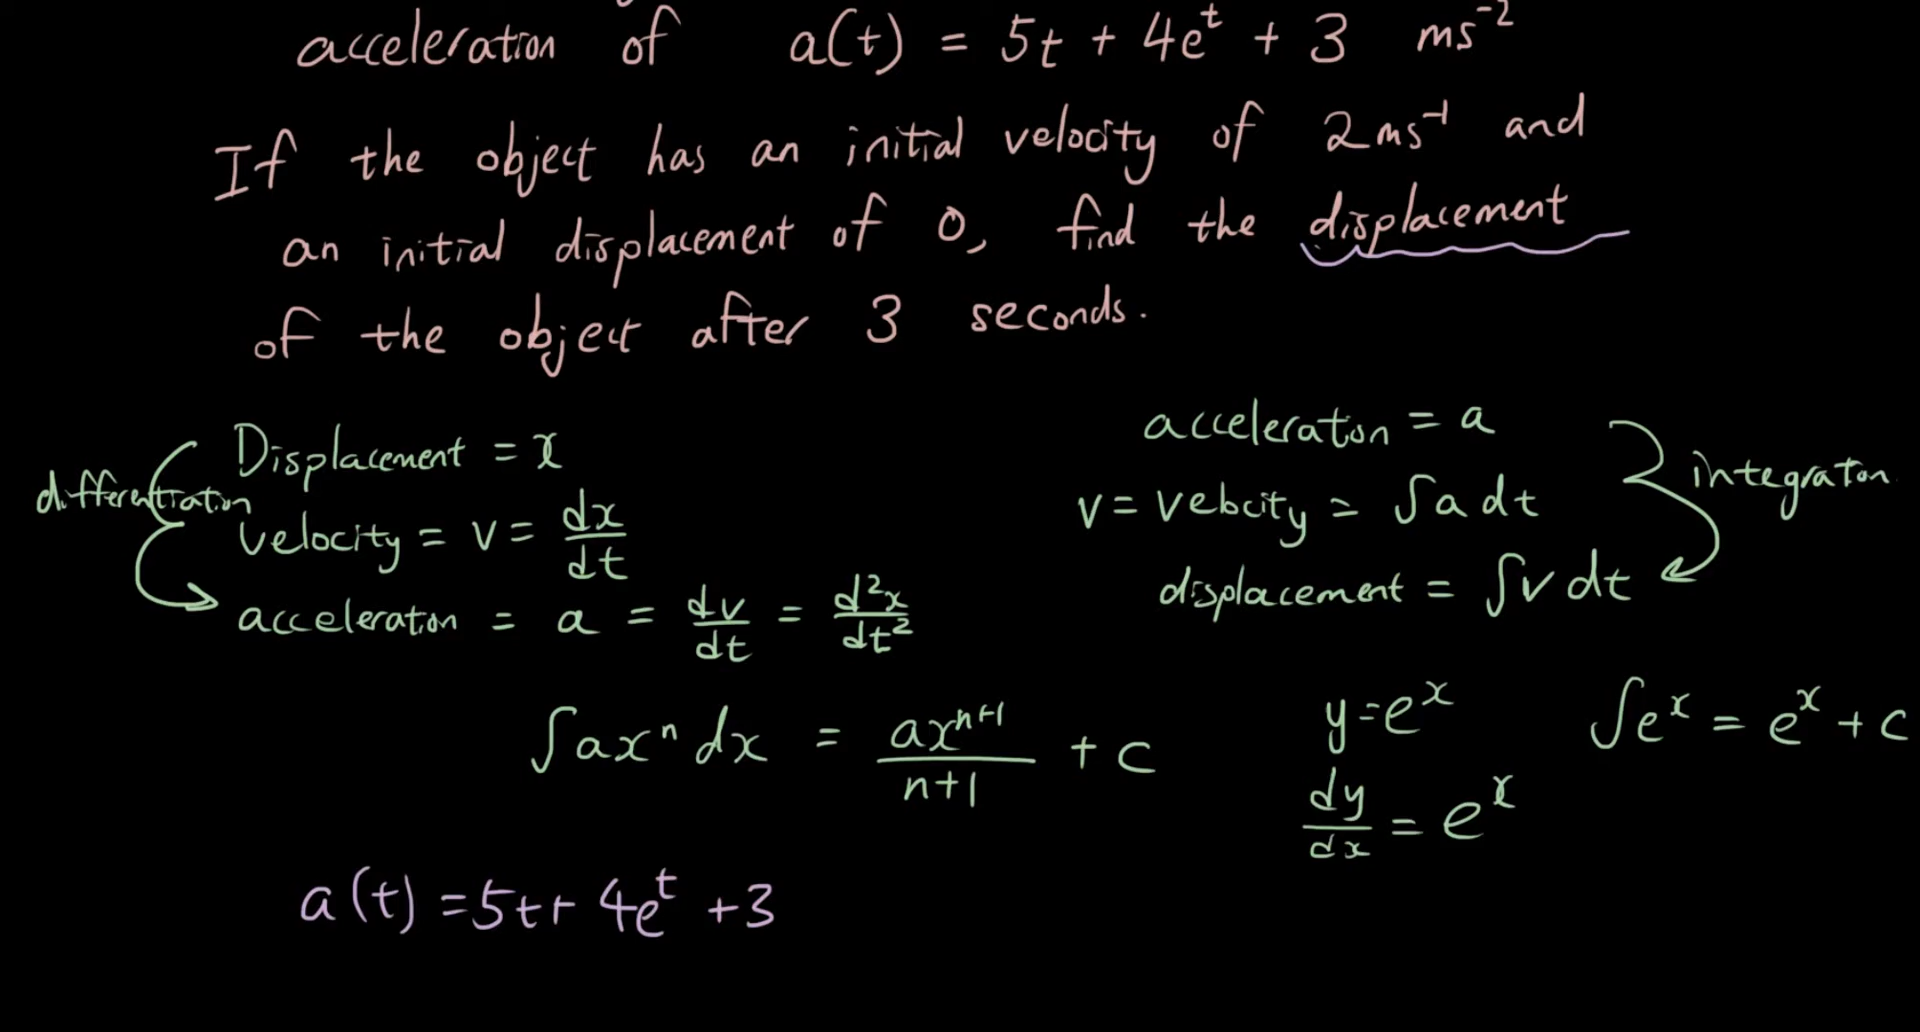 acceleration of a(t) = 5t + 4e^t + 3 ms^-2
If the object has an initial velocity of 2ms^-1 and
an initial displacement of 0, find the displacement
of the object after 3 seconds.
differentiation
Displacement = x
velocity = v = dx/dt
acceleration = a = dv/dt = d²x/dt²
acceleration = a
v = velocity = ∫a dt
displacement = ∫v dt
integration
∫ax^n dx = ax^(n+1)/(n+1) + c
y=e^x
dy/dx = e^x
∫e^x = e^x + c
a(t) = 5t + 4e^t + 3